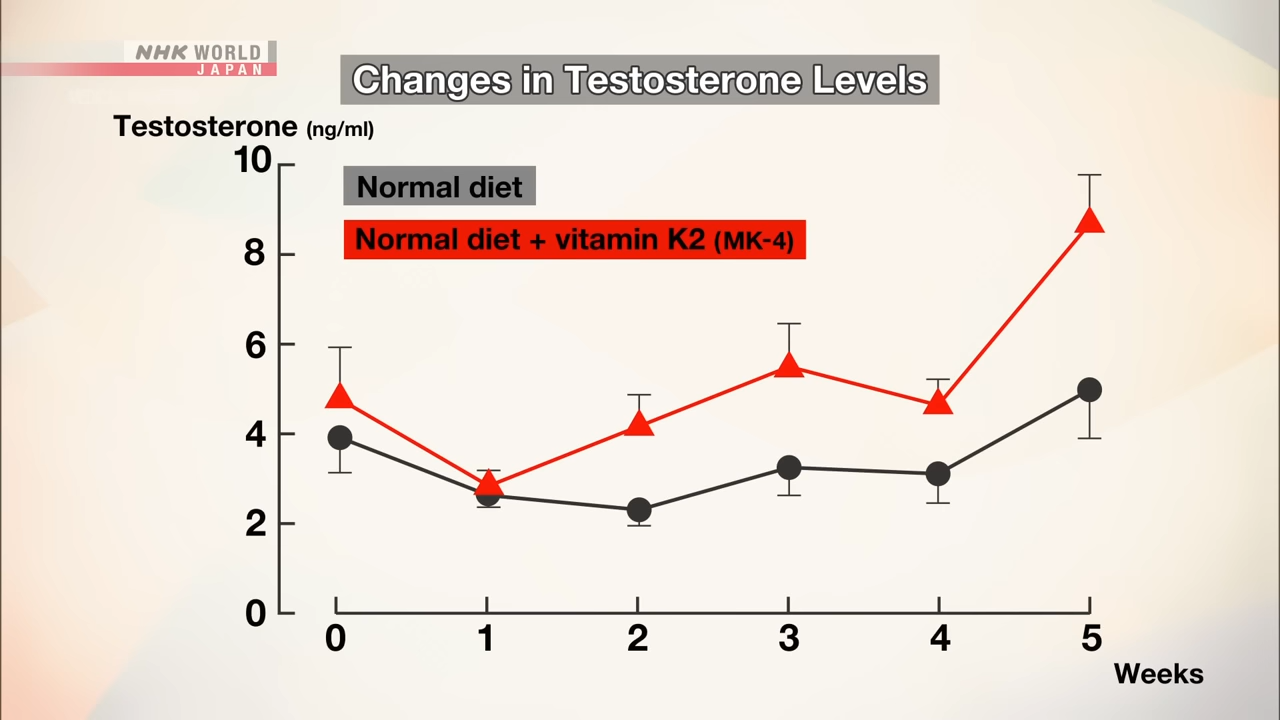 NHK WORLD
JAPAN
Changes in Testosterone Levels
Testosterone (ng/ml)
Normal diet
Normal diet + vitamin K2 (MK-4)
10
8
6
4
2
0
0 1 2 3 4 5
Weeks